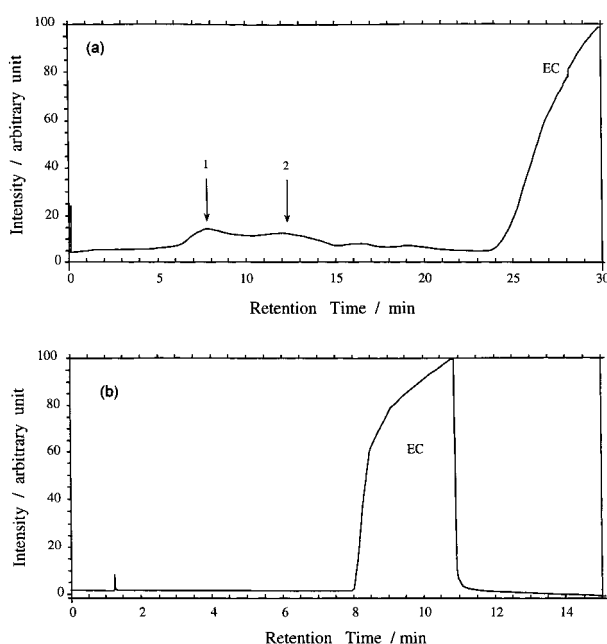 (a)
EC
1
2
100
80
60
40
20
0
Intensity / arbitrary unit
0 5 10 15 20 25 30
Retention Time / min
(b)
EC
100
80
60
40
20
0
Intensity / arbitrary unit
0 2 4 6 8 10 12 14
Retention Time / min